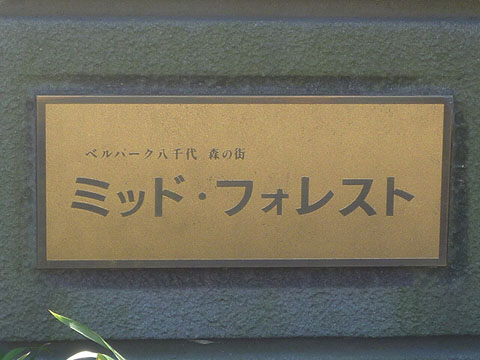 ベルパーク八千代 森の街
ミッド・フォレスト